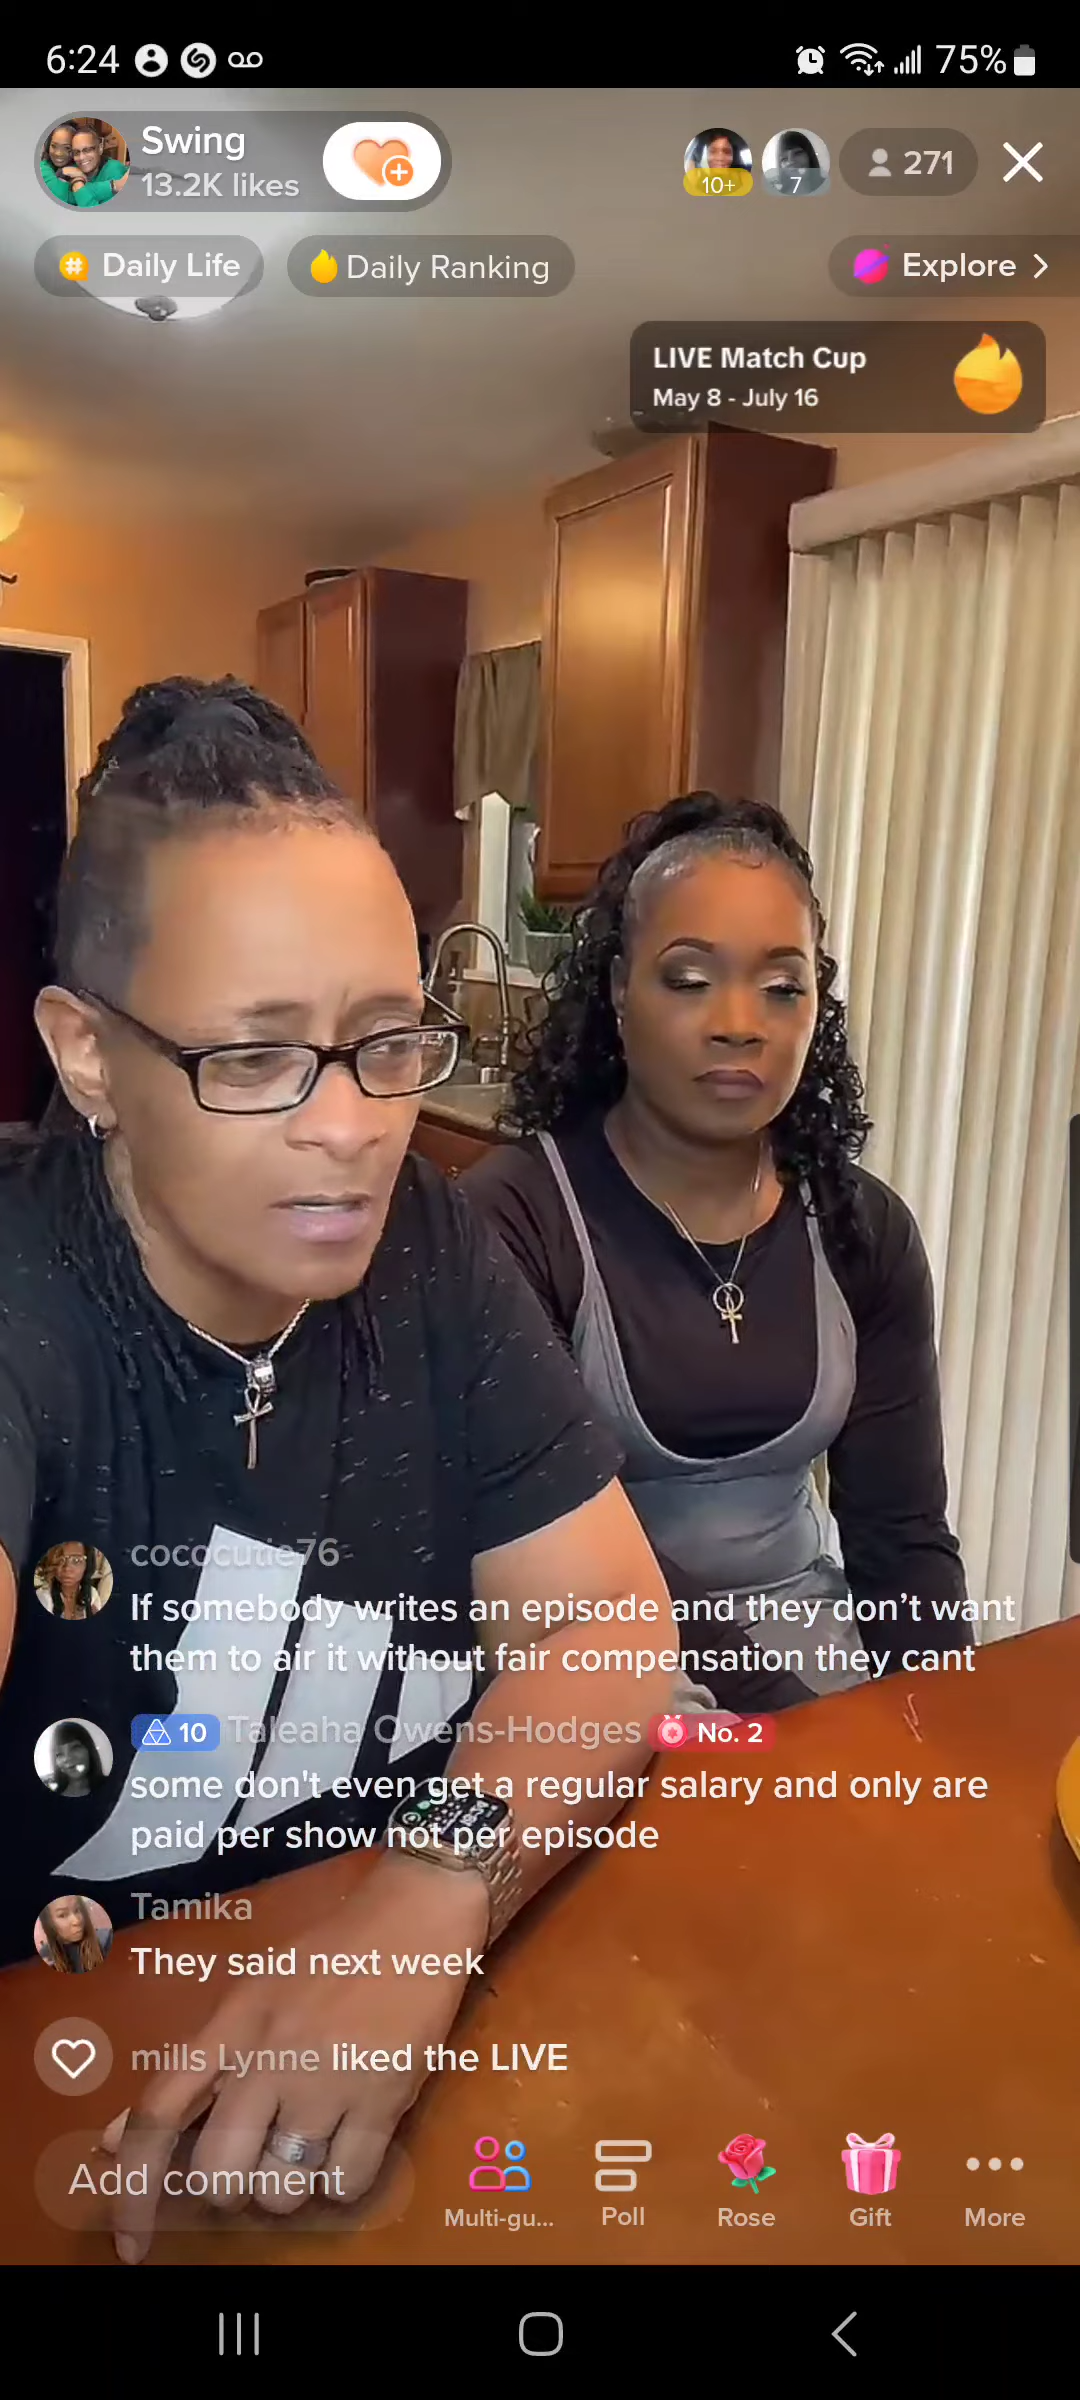 6:24
75%
Swing
13.2K likes
10+
7
271
Daily Life
Daily Ranking
Explore
LIVE Match Cup
May 8 - July 16
cococutie76
If somebody writes an episode and they don’t want
them to air it without fair compensation they cant
10 Taleaha Owens-Hodges No. 2
some don't even get a regular salary and only are
paid per show not per episode
Tamika
They said next week
mills Lynne liked the LIVE
Add comment
Multi-gu...
Poll
Rose
Gift
More